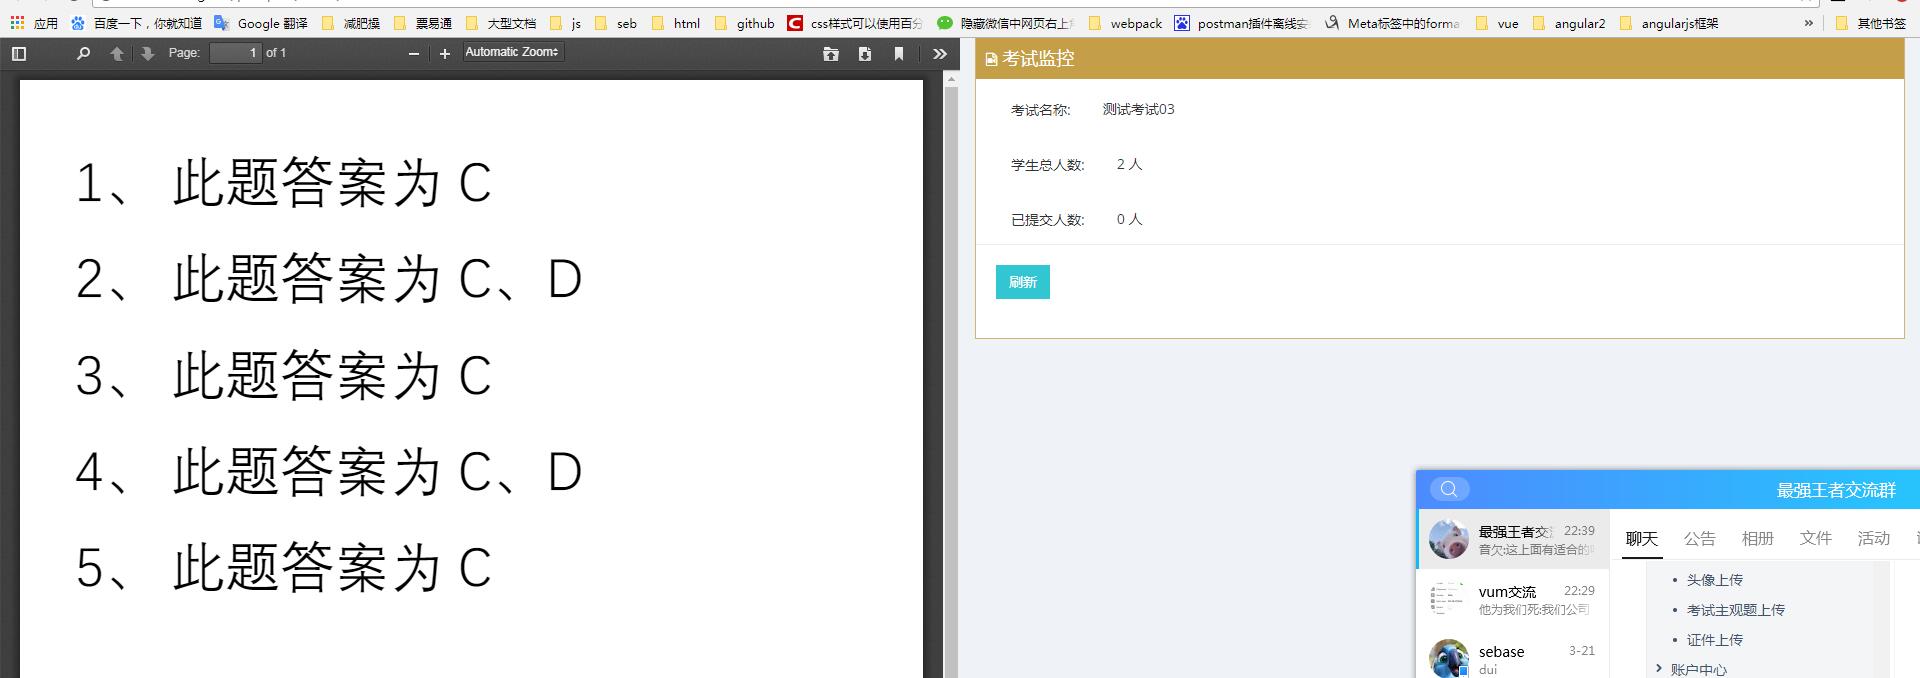 应用 百度一下，你就知道 Google 翻译 减肥操 票易通 大型文档 js seb html github css样式可以使用百分 隐藏微信中网页右上 webpack postman插件离线安 Meta标签中的forma vue angular2 angularjs框架 » 其他书签
Page: 1 of 1 Automatic Zoom
1、 此题答案为 C
2、 此题答案为 C、D
3、 此题答案为 C
4、 此题答案为 C、D
5、 此题答案为 C
考试监控
考试名称: 测试考试03
学生总人数: 2 人
已提交人数: 0 人
刷新
最强王者交流群
最强王者交 22:39
音欠:这上面有适合的
vum交流 22:29
他为我们死:我们公司
sebase 3-21
dui
聊天 公告 相册 文件 活动
• 头像上传
• 考试主观题上传
• 证件上传
账户中心